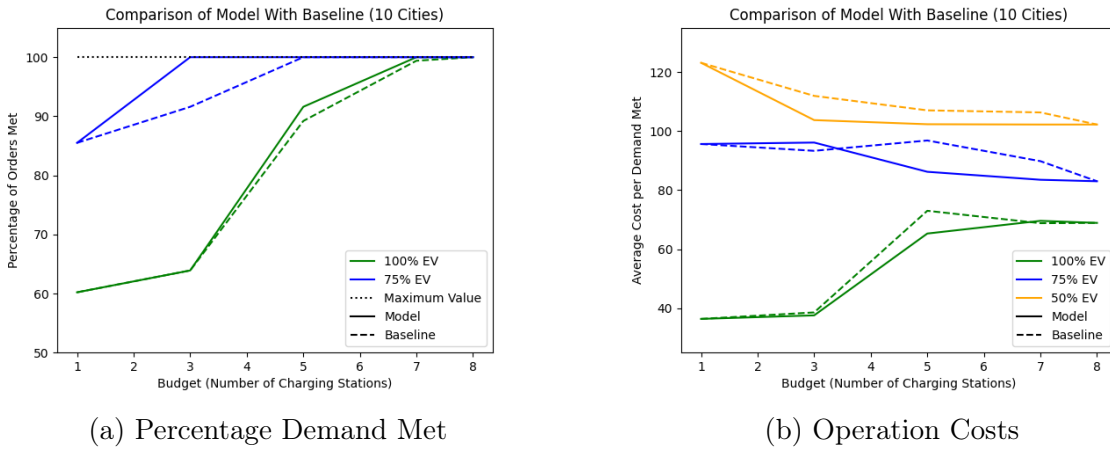 Comparison of Model With Baseline (10 Cities)
Percentage of Orders Met
100
90
80
70
60
50
100% EV
75% EV
Maximum Value
Model
Baseline
1 2 3 4 5 6 7 8
Budget (Number of Charging Stations)
(a) Percentage Demand Met
Comparison of Model With Baseline (10 Cities)
Average Cost per Demand Met
120
100
80
60
40
100% EV
75% EV
50% EV
Model
Baseline
1 2 3 4 5 6 7 8
Budget (Number of Charging Stations)
(b) Operation Costs